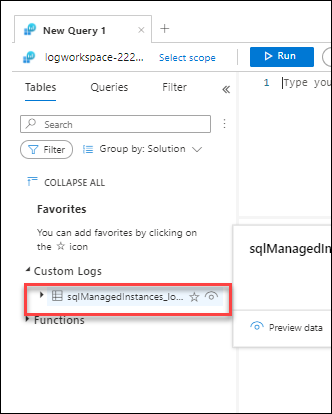 New Query 1
logworkspace-222... Select scope Run
Tables Queries Filter
1 Type you
Search
Filter Group by: Solution
COLLAPSE ALL
Favorites
You can add favorites by clicking on
the ☆ icon
sqlManagedIn
Custom Logs
sqlManagedInstances_lo...
Functions
Preview data